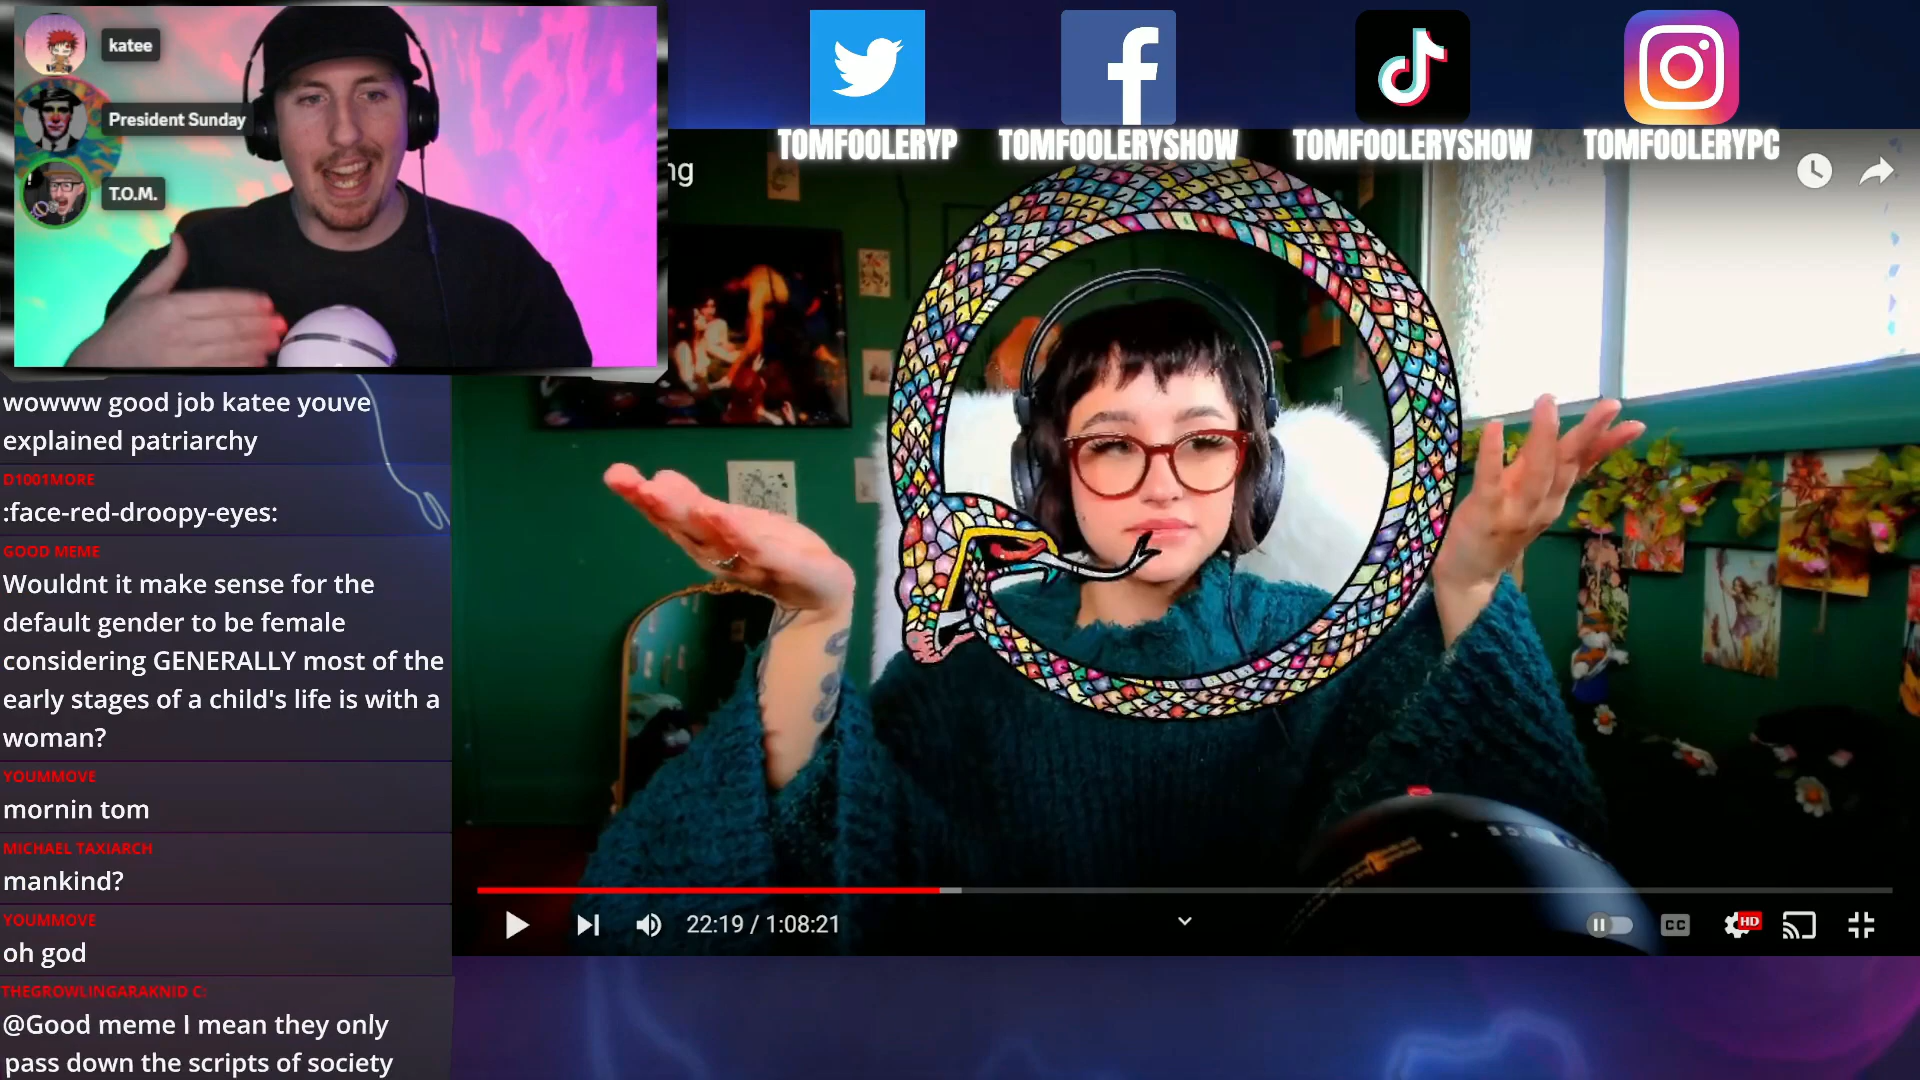 katee
President Sunday
T.O.M.
TOMFOOLERYP
TOMFOOLERYSHOW
TOMFOOLERYSHOW
TOMFOOLERYPC
ng
wowww good job katee youve
explained patriarchy
D1001MORE
:face-red-droopy-eyes:
GOOD MEME
Wouldnt it make sense for the
default gender to be female
considering GENERALLY most of the
early stages of a child's life is with a
woman?
YOUMMOVE
mornin tom
MICHAEL TAXIARCH
mankind?
YOUMMOVE
oh god
THEGROWLINGARAKNID C:
@Good meme I mean they only
pass down the scripts of society
22:19 / 1:08:21
CC
HD